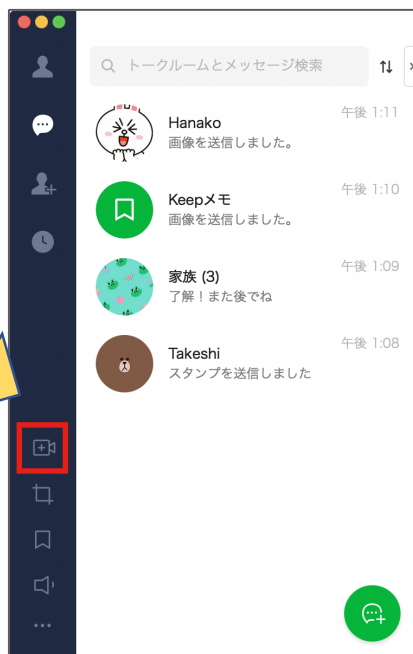 トークルームとメッセージ検索
Hanako
午後 1:11
画像を送信しました。
Keepメモ
午後 1:10
画像を送信しました。
家族 (3)
午後 1:09
了解！また後でね
Takeshi
午後 1:08
スタンプを送信しました